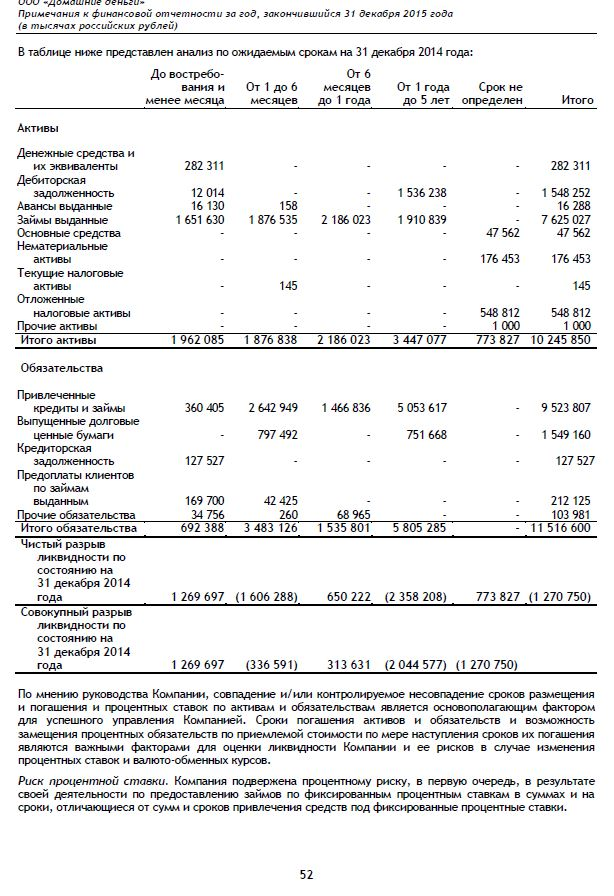 ООО «Домашние деньги»
Примечания к финансовой отчетности за год, закончившийся 31 декабря 2015 года
(в тысячах российских рублей)
В таблице ниже представлен анализ по ожидаемым срокам на 31 декабря 2014 года:
До востребо-
вания и
менее месяца
От 1 до 6
месяцев
От 6
месяцев
до 1 года
От 1 года
до 5 лет
Срок не
определен
Итого
Активы
Денежные средства и
их эквиваленты 282 311 - - - - 282 311
Дебиторская
задолженность 12 014 - - 1 536 238 - 1 548 252
Авансы выданные 16 130 158 - - - 16 288
Займы выданные 1 651 630 1 876 535 2 186 023 1 910 839 - 7 625 027
Основные средства - - - - 47 562 47 562
Нематериальные
активы - - - - 176 453 176 453
Текущие налоговые
активы - 145 - - - 145
Отложенные
налоговые активы - - - - 548 812 548 812
Прочие активы - - - - 1 000 1 000
Итого активы 1 962 085 1 876 838 2 186 023 3 447 077 773 827 10 245 850
Обязательства
Привлеченные
кредиты и займы 360 405 2 642 949 1 466 836 5 053 617 - 9 523 807
Выпущенные долговые
ценные бумаги - 797 492 - 751 668 - 1 549 160
Кредиторская
задолженность 127 527 - - - - 127 527
Предоплаты клиентов
по займам
выданным 169 700 42 425 - - - 212 125
Прочие обязательства 34 756 260 68 965 - - 103 981
Итого обязательства 692 388 3 483 126 1 535 801 5 805 285 - 11 516 600
Чистый разрыв
ликвидности по
состоянию на
31 декабря 2014
года 1 269 697 (1 606 288) 650 222 (2 358 208) 773 827 (1 270 750)
Совокупный разрыв
ликвидности по
состоянию на
31 декабря 2014
года 1 269 697 (336 591) 313 631 (2 044 577) (1 270 750)
По мнению руководства Компании, совпадение и/или контролируемое несовпадение сроков размещения
и погашения и процентных ставок по активам и обязательствам является основополагающим фактором
для успешного управления Компанией. Сроки погашения активов и обязательств и возможность
замещения процентных обязательств по приемлемой стоимости по мере наступления сроков их погашения
являются важными факторами для оценки ликвидности Компании и ее рисков в случае изменения
процентных ставок и валюто-обменных курсов.
Риск процентной ставки. Компания подвержена процентному риску, в первую очередь, в результате
своей деятельности по предоставлению займов по фиксированным процентным ставкам в суммах и на
сроки, отличающиеся от сумм и сроков привлечения средств под фиксированные процентные ставки.
52